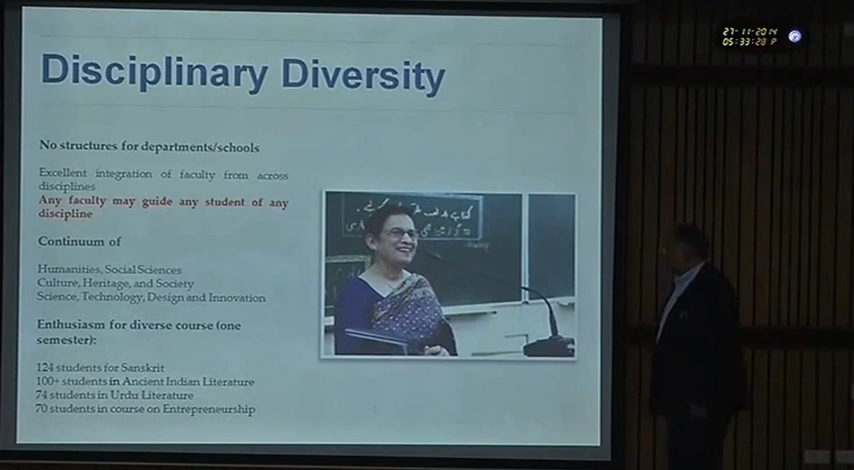 27-11-2014
05:33:28 P
Disciplinary Diversity
No structures for departments/schools
Excellent integration of faculty from across
disciplines
Any faculty may guide any student of any
discipline
Continuum of
Humanities, Social Sciences
Culture, Heritage, and Society
Science, Technology, Design and Innovation
Enthusiasm for diverse course (one
semester):
124 students for Sanskrit
100+ students in Ancient Indian Literature
74 students in Urdu Literature
70 students in course on Entrepreneurship